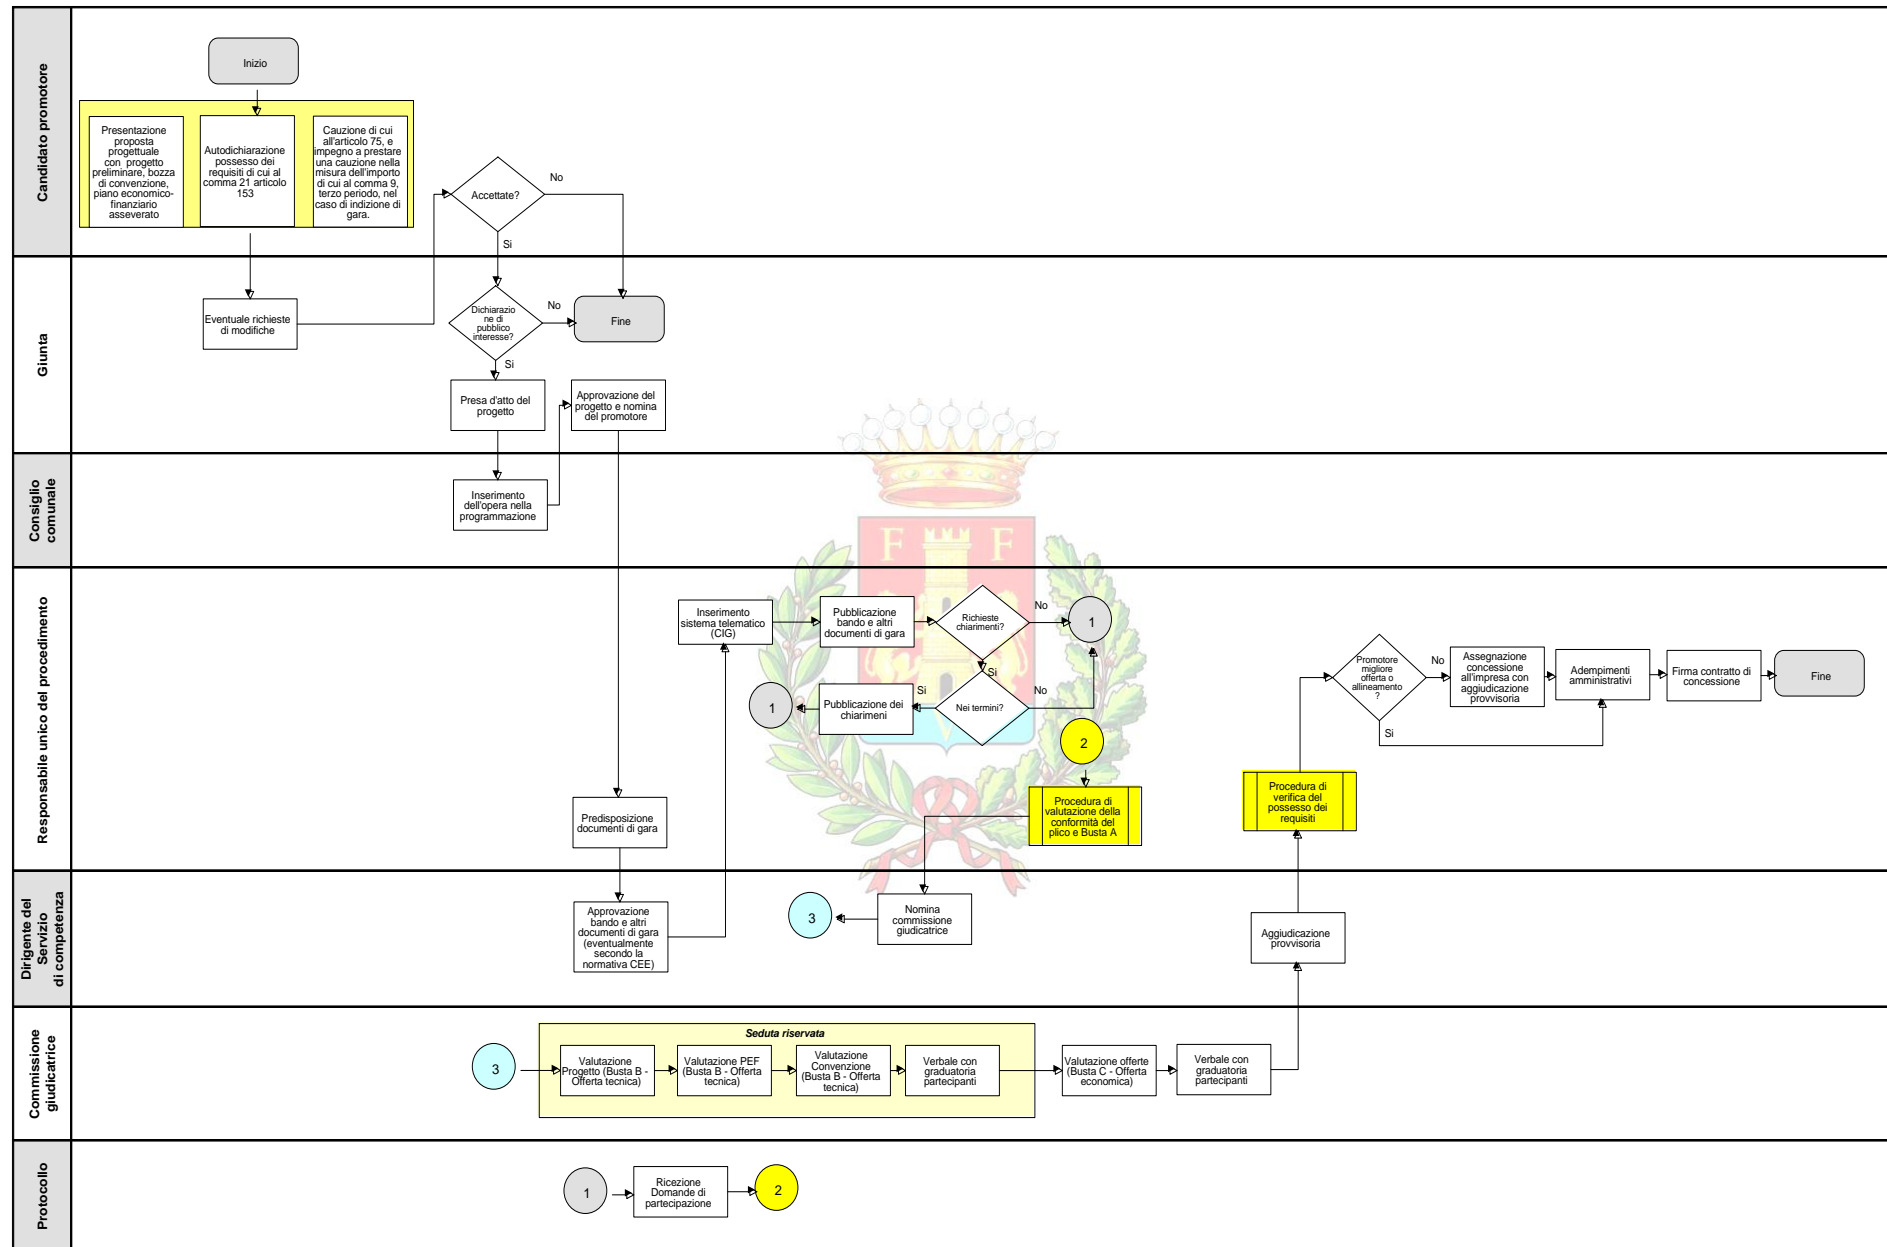 Candidato promotore
Inizio
Presentazione
proposta
progettuale
con progetto
preliminare, bozza
di convenzione,
piano economico-
finanziario
asseverato
Autodichiarazione
possesso dei
requisiti di cui al
comma 21 articolo
153
Cauzione di cui
all'articolo 75, e
impegno a prestare
una cauzione nella
misura dell'importo
di cui al comma 9,
terzo periodo, nel
caso di indizione di
gara.
Accettate?
No
Si
Giunta
Eventuale richieste
di modifiche
Dichiarazio
ne di
pubblico
interesse?
No
Si
Fine
Presa d'atto del
progetto
Approvazione del
progetto e nomina
del promotore
Consiglio
comunale
Inserimento
dell'opera nella
programmazione
F F
Responsabile unico del procedimento
Inserimento
sistema telematico
(CIG)
Pubblicazione
bando e altri
documenti di gara
Richieste
chiarimenti?
No
Si
1
1
Pubblicazione dei
chiarimeni
Si
Nei termini?
No
2
Procedura di
valutazione della
conformità del
plico e Busta A
Predisposizione
documenti di gara
Procedura di
verifica del
possesso dei
requisiti
Promotore
migliore
offerta o
allineamento
?
No
Si
Assegnazione
concessione
all'impresa con
aggiudicazione
provvisoria
Adempimenti
amministrativi
Firma contratto di
concessione
Fine
Dirigente del
Servizio
di competenza
Approvazione
bando e altri
documenti di gara
(eventualmente
secondo la
normativa CEE)
3
Nomina
commissione
giudicatrice
Aggiudicazione
provvisoria
Commissione
giudicatrice
3
Seduta riservata
Valutazione
Progetto (Busta B -
Offerta tecnica)
Valutazione PEF
(Busta B - Offerta
tecnica)
Valutazione
Convenzione
(Busta B - Offerta
tecnica)
Verbale con
graduatoria
partecipanti
Valutazione offerte
(Busta C - Offerta
economica)
Verbale con
graduatoria
partecipanti
Protocollo
1
Ricezione
Domande di
partecipazione
2